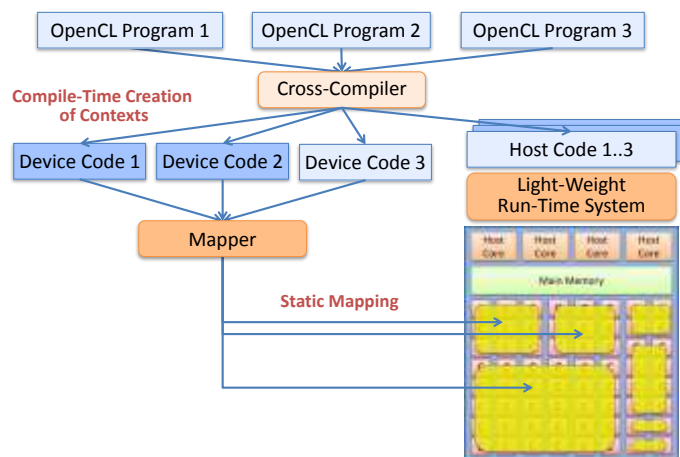 OpenCL Program 1
OpenCL Program 2
OpenCL Program 3
Cross-Compiler
Compile-Time Creation
of Contexts
Device Code 1
Device Code 2
Device Code 3
Host Code 1..3
Light-Weight
Run-Time System
Mapper
Host
Core
Host
Core
Host
Core
Host
Core
Main Memory
Static Mapping